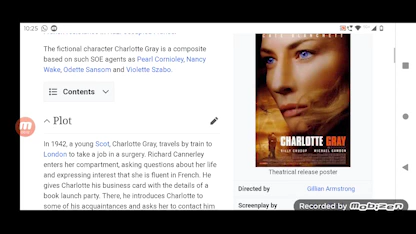 10:25
The fictional character Charlotte Gray is a composite
based on such SOE agents as Pearl Cornioley, Nancy
Wake, Odette Sansom and Violette Szabo.
Contents
Plot
In 1942, a young Scot, Charlotte Gray, travels by train to
London to take a job in a surgery. Richard Cannerley
enters her compartment, asking questions about her life
and expressing interest that she is fluent in French. He
gives Charlotte his business card with the details of a
book launch party. There, he introduces Charlotte to
some of his acquaintances and asks her to contact him
CHARLOTTE GRAY
BILLY CRUDUP MICHAEL GAMBON
Theatrical release poster
Directed by Gillian Armstrong
Screenplay by
Recorded by Mobizen